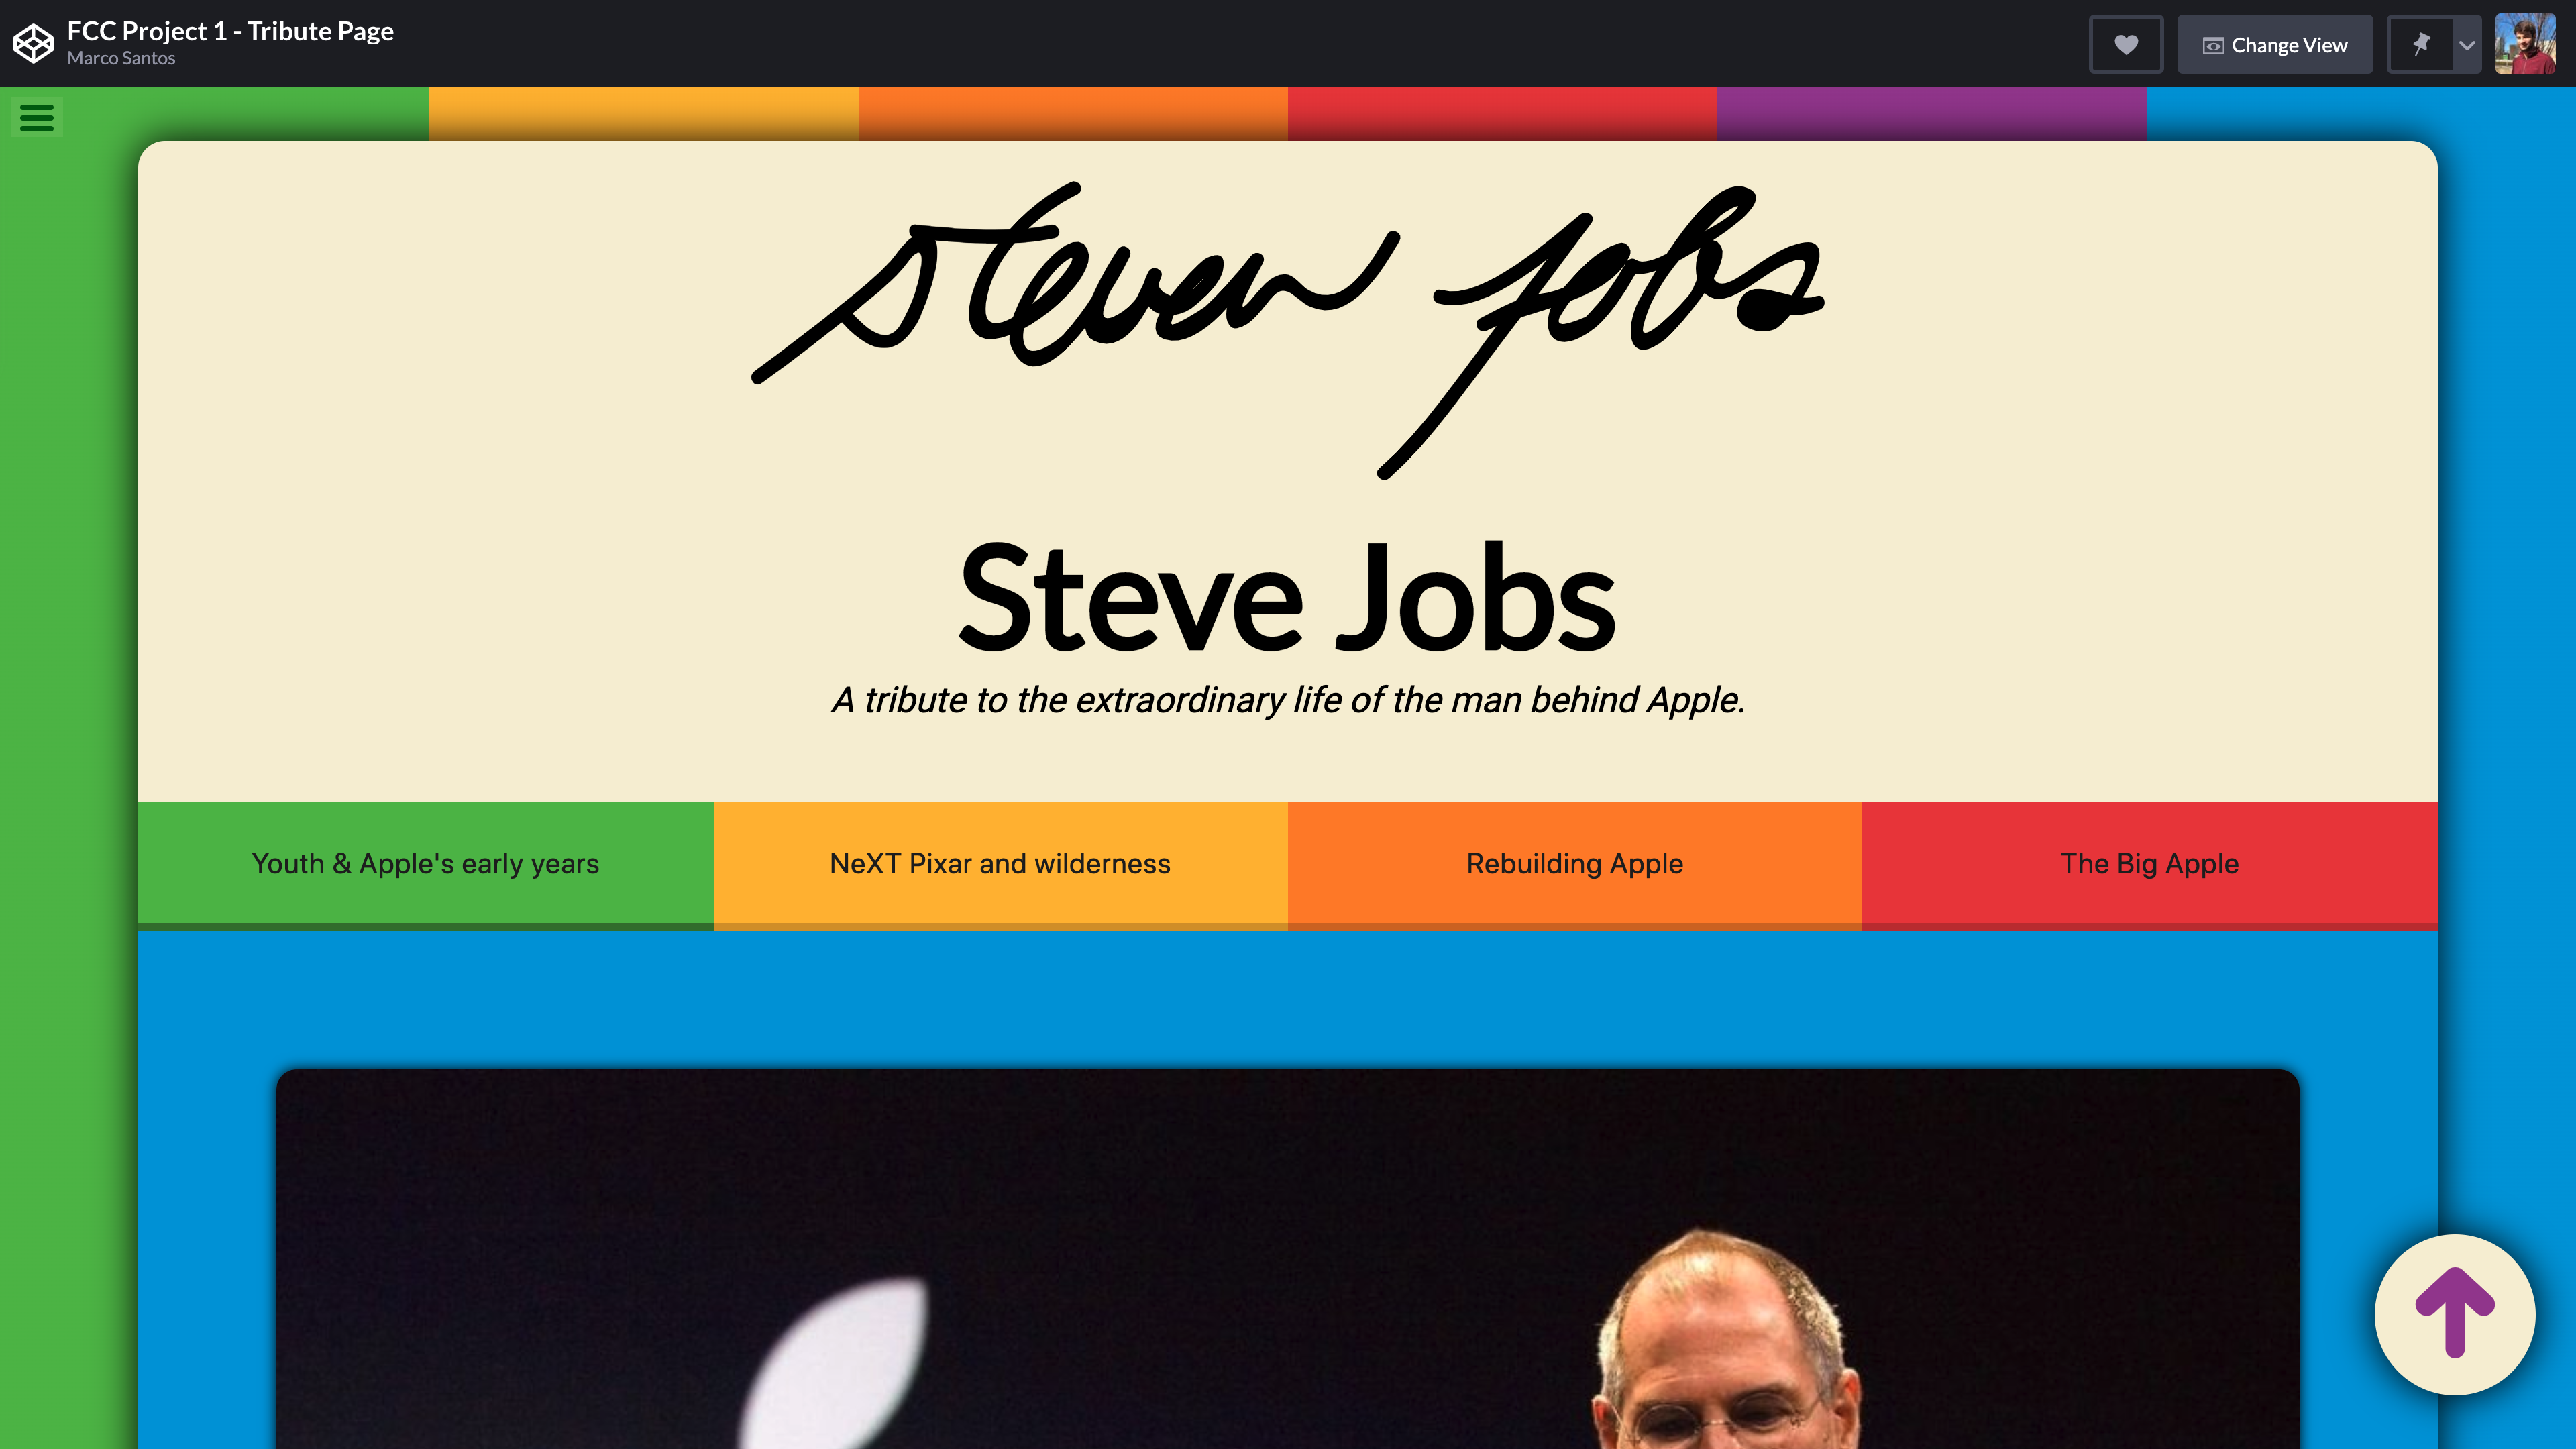 FCC Project 1 - Tribute Page
Marco Santos
Change View
steven jobs
Steve Jobs
A tribute to the extraordinary life of the man behind Apple.
Youth & Apple's early years
NeXT Pixar and wilderness
Rebuilding Apple
The Big Apple